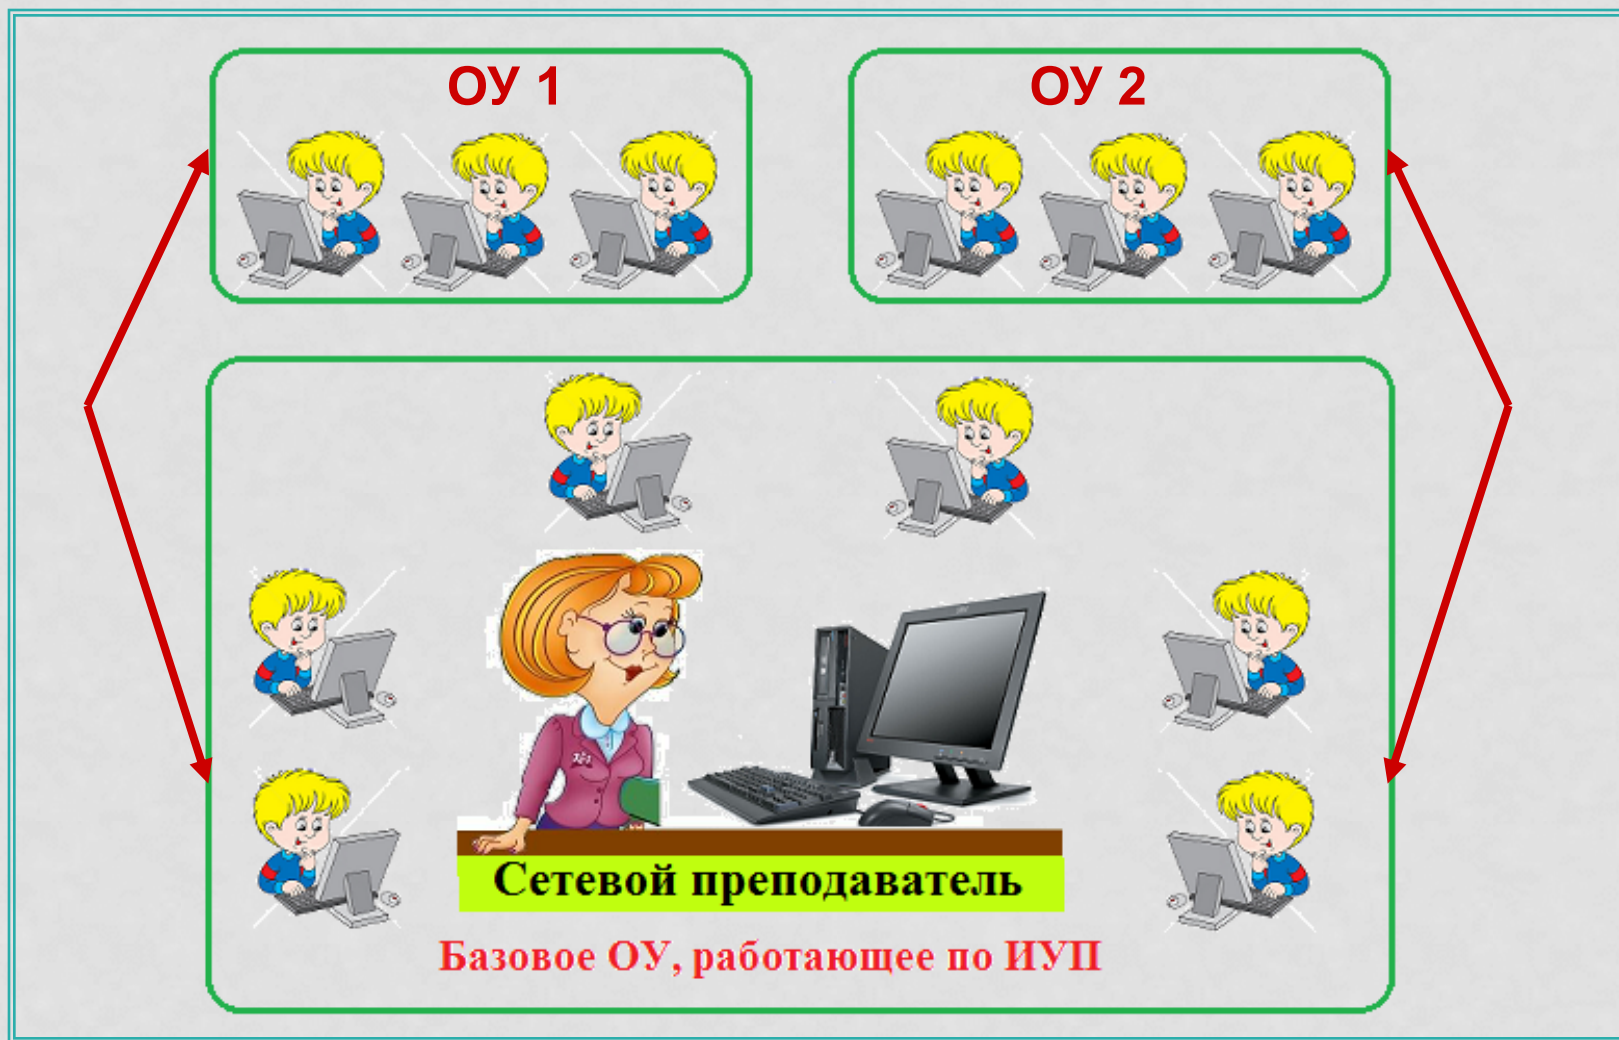 ОУ 1
ОУ 2
Сетевой преподаватель
Базовое ОУ, работающее по ИУП